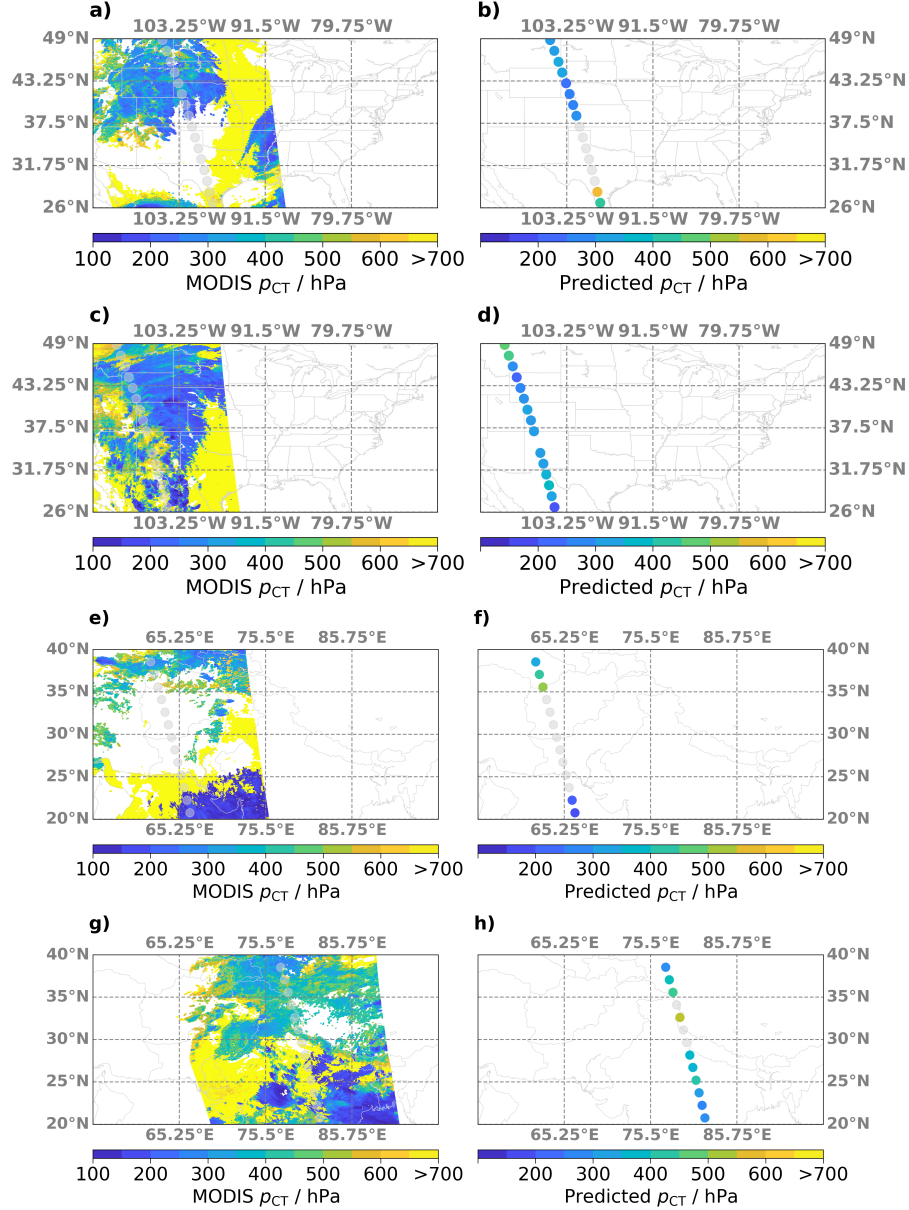 a) 103.25°W 91.5°W 79.75°W b) 103.25°W 91.5°W 79.75°W
49°N 49°N
43.25°N 43.25°N
37.5°N 37.5°N
31.75°N 31.75°N
26°N 26°N
103.25°W 91.5°W 79.75°W 103.25°W 91.5°W 79.75°W
100 200 300 400 500 600 >700 200 300 400 500 600 >700
MODIS pCT / hPa Predicted pCT / hPa
c) 103.25°W 91.5°W 79.75°W d) 103.25°W 91.5°W 79.75°W
49°N 49°N
43.25°N 43.25°N
37.5°N 37.5°N
31.75°N 31.75°N
26°N 26°N
103.25°W 91.5°W 79.75°W 103.25°W 91.5°W 79.75°W
100 200 300 400 500 600 >700 200 300 400 500 600 >700
MODIS pCT / hPa Predicted pCT / hPa
e) 65.25°E 75.5°E 85.75°E f) 65.25°E 75.5°E 85.75°E
40°N 40°N
35°N 35°N
30°N 30°N
25°N 25°N
20°N 20°N
65.25°E 75.5°E 85.75°E 65.25°E 75.5°E 85.75°E
100 200 300 400 500 600 >700 200 300 400 500 600 >700
MODIS pCT / hPa Predicted pCT / hPa
g) 65.25°E 75.5°E 85.75°E h) 65.25°E 75.5°E 85.75°E
40°N 40°N
35°N 35°N
30°N 30°N
25°N 25°N
20°N 20°N
65.25°E 75.5°E 85.75°E 65.25°E 75.5°E 85.75°E
100 200 300 400 500 600 >700 200 300 400 500 600 >700
MODIS pCT / hPa Predicted pCT / hPa